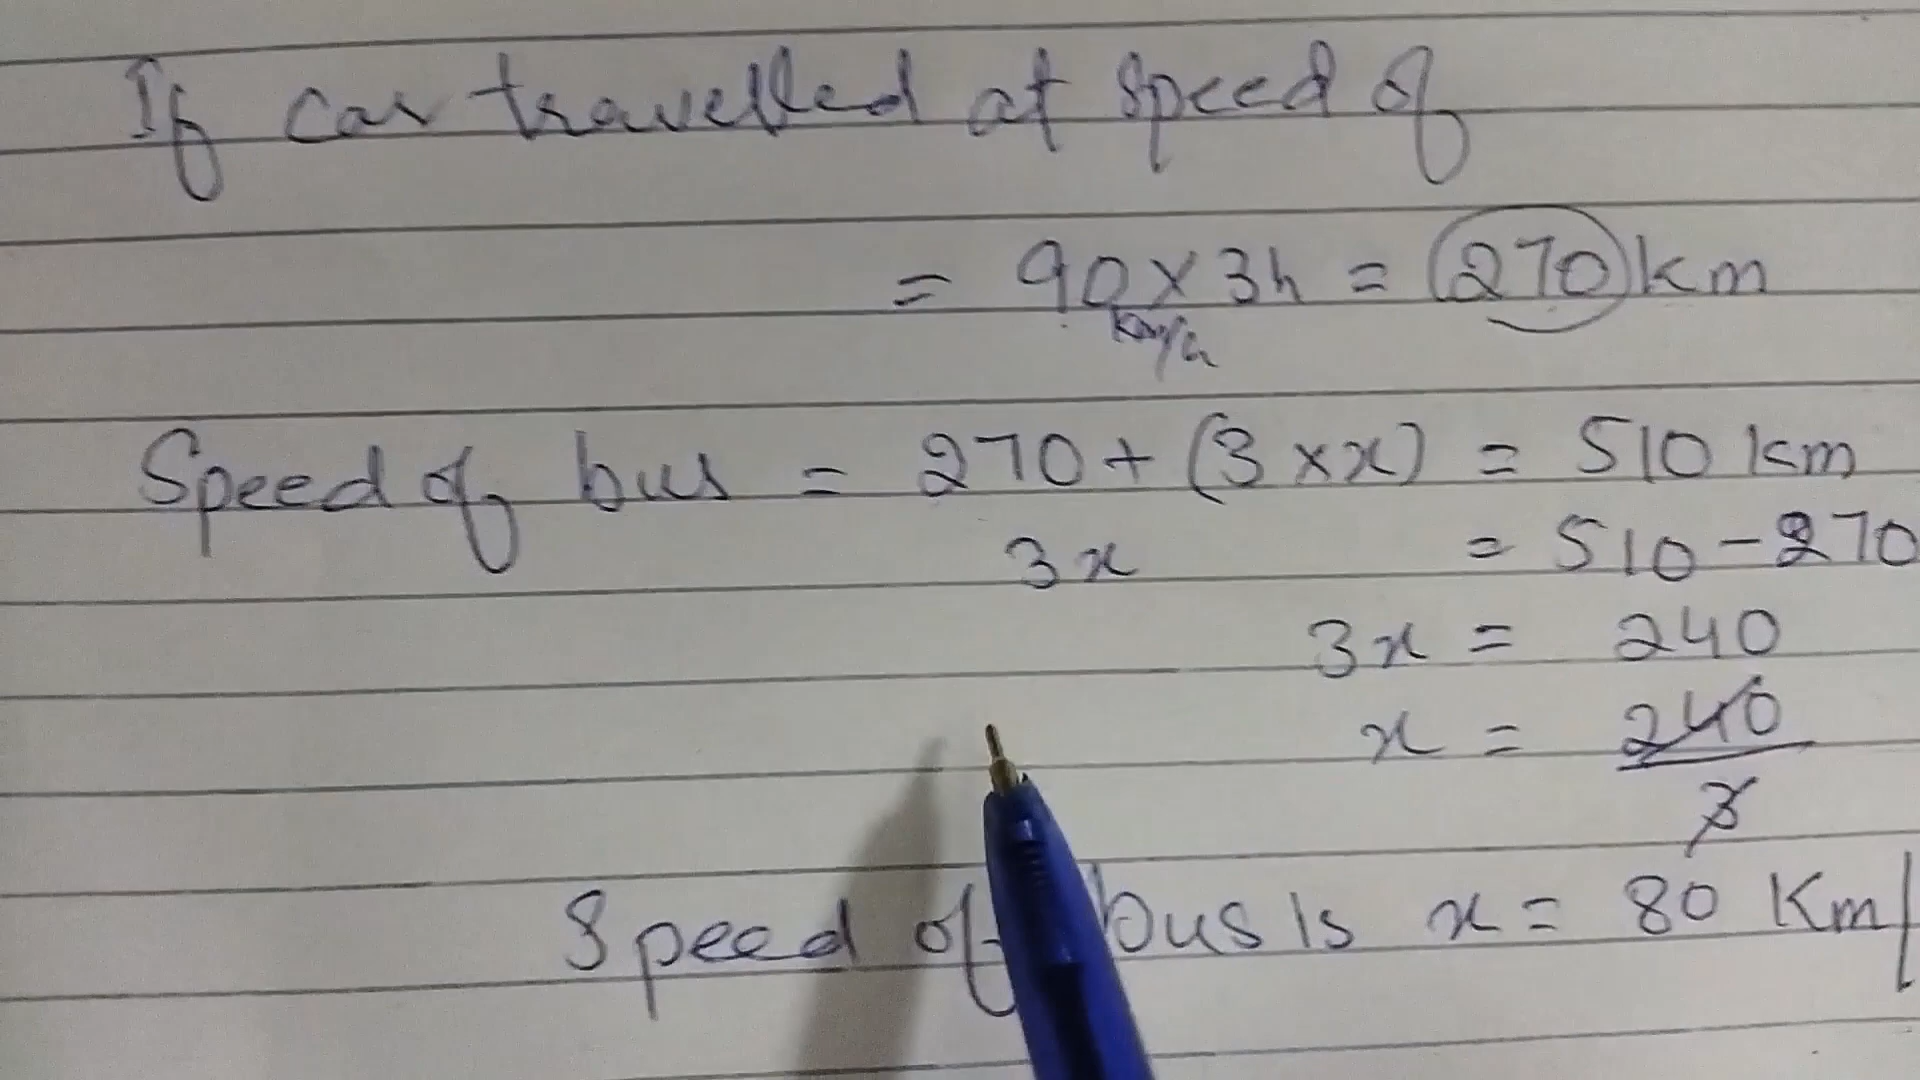 If car travelled at speed of
= 90 x 3h = 270 km
km/h
Speed of bus = 270 + (3 x x) = 510 km
3x = 510 - 270
3x = 240
x = 240
3
Speed of bus is x = 80 Km/